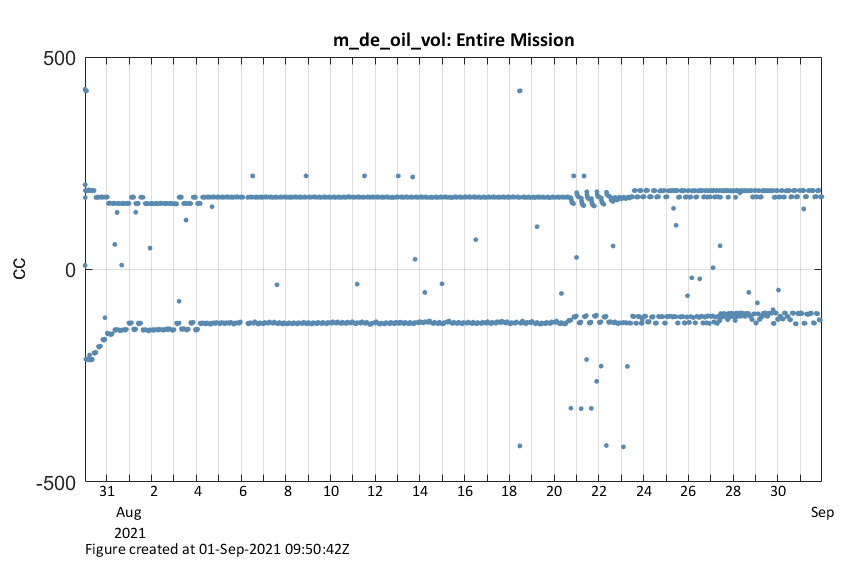 m_de_oil_vol: Entire Mission
500
0
-500
CC
31 2 4 6 8 10 12 14 16 18 20 22 24 26 28 30
Aug Sep
2021
Figure created at 01-Sep-2021 09:50:42Z